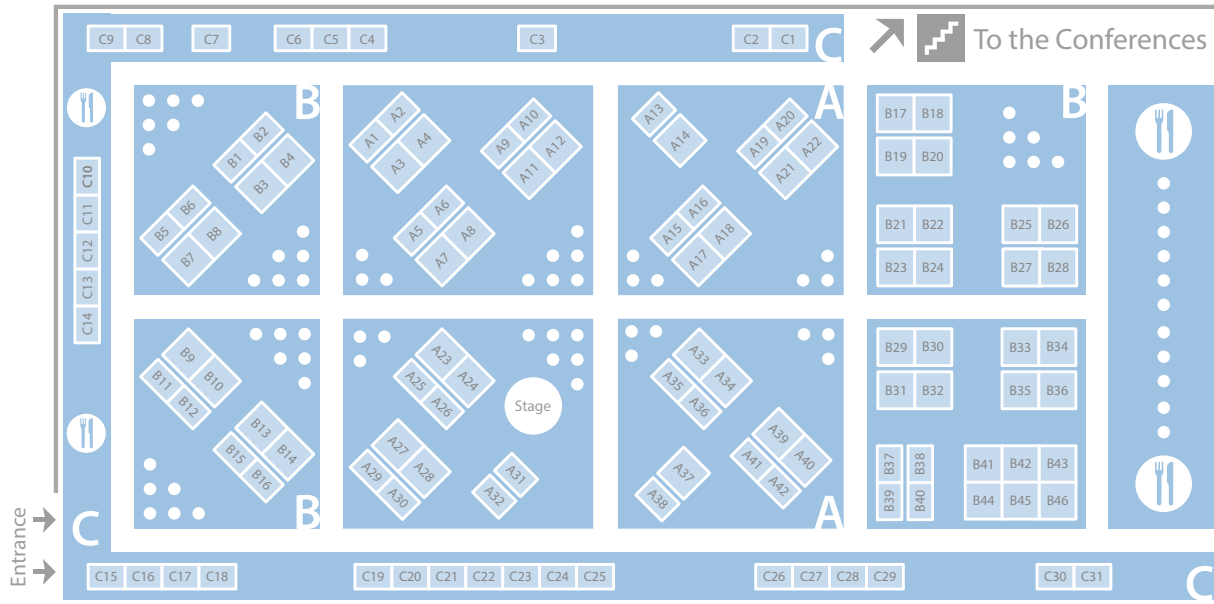 C9 C8 C7 C6 C5 C4 C3 C2 C1 C
To the Conferences
B
B1 B2 B3 B4
B5 B6 B7 B8
A1 A2 A3 A4
A5 A6 A7 A8
A9 A10 A11 A12
A
A13 A14
A15 A16 A17 A18
A19 A20 A21 A22
B
B17 B18
B19 B20
B21 B22 B25 B26
B23 B24 B27 B28
C10
C11
C12
C13
C14
B9 B10 B11 B12
B13 B14 B15 B16
B
A23 A24 A25 A26
Stage
A27 A28 A29 A30
A31 A32
A33 A34 A35 A36
A37 A38
A39 A40 A41 A42
A
B29 B30 B33 B34
B31 B32 B35 B36
B37 B38 B41 B42 B43
B39 B40 B44 B45 B46
Entrance
C
C15 C16 C17 C18 C19 C20 C21 C22 C23 C24 C25 C26 C27 C28 C29 C30 C31 C